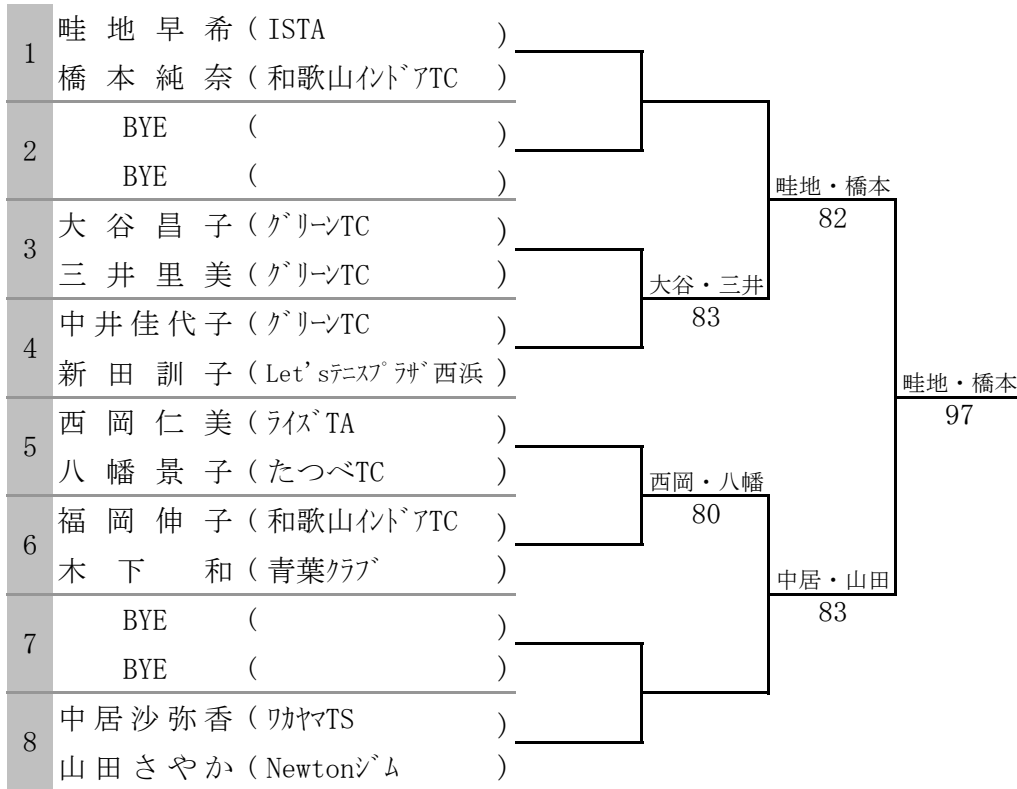 1
畦地早希(ISTA)
橋本純奈(和歌山ｲﾝﾄﾞｱTC)
2
BYE()
BYE()
3
大谷昌子(ｸﾞﾘｰﾝTC)
三井里美(ｸﾞﾘｰﾝTC)
4
中井佳代子(ｸﾞﾘｰﾝTC)
新田訓子(Let'sﾃﾆｽﾌﾟﾗｻﾞ西浜)
5
西岡仁美(ﾗｲｽﾞTA)
八幡景子(たつべTC)
6
福岡伸子(和歌山ｲﾝﾄﾞｱTC)
木下和(青葉ｸﾗﾌﾞ)
7
BYE()
BYE()
8
中居沙弥香(ﾜｶﾔﾏTS)
山田さやか(Newtonｼﾞﾑ)
大谷・三井
83
西岡・八幡
80
畦地・橋本
82
中居・山田
83
畦地・橋本
97